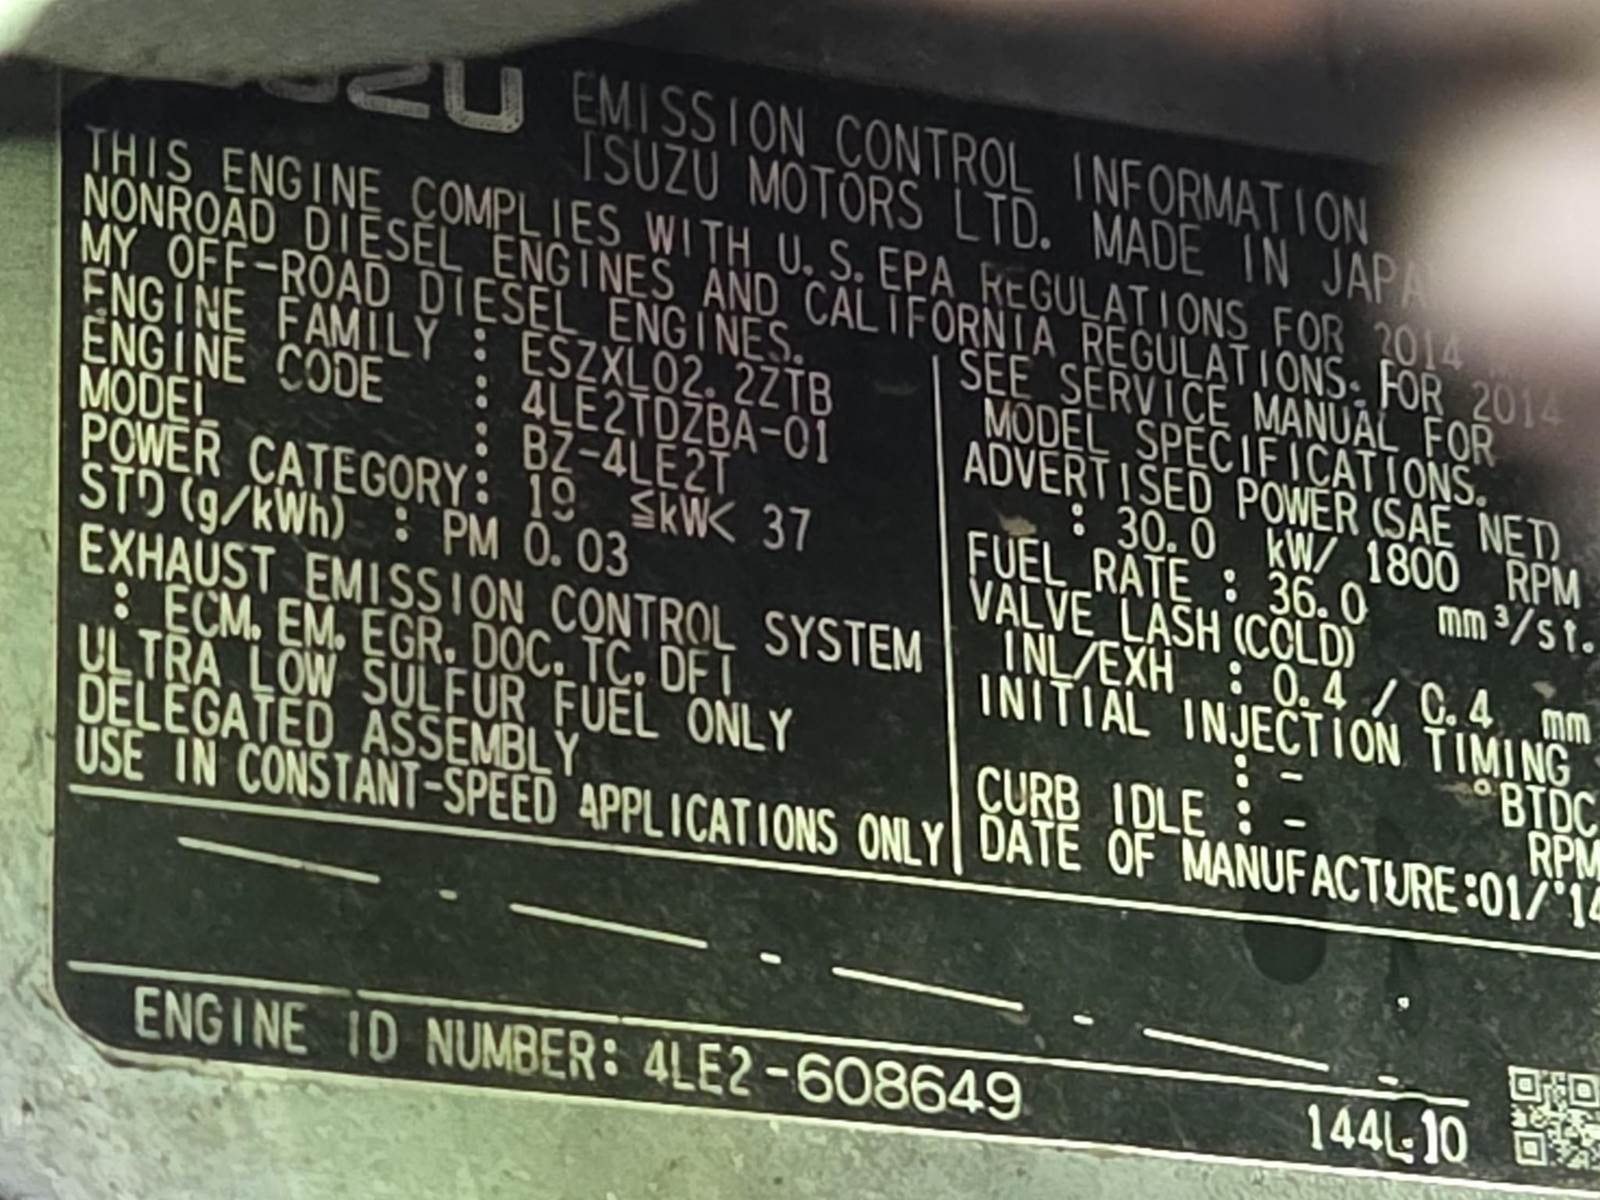 EMISSION CONTROL INFORMATION
ISUZU MOTORS LTD. MADE IN JAPA
THIS ENGINE COMPLIES WITH U.S.EPA REGULATIONS FOR 2014
NONROAD DIESEL ENGINES AND CALIFORNIA REGULATIONS. FOR 2014
MY OFF-ROAD DIESEL ENGINES.
ENGINE FAMILY : ESZXL02.2ZTB
ENGINE CODE : 4LE2TDZBA-01
MODEL : BZ-4LE2T
POWER CATEGORY: 19 ≦kW< 37
STD(g/kWh) : PM 0.03
EXHAUST EMISSION CONTROL SYSTEM
: ECM, EM, EGR, DOC, TC, DFI
ULTRA LOW SULFUR FUEL ONLY
DELEGATED ASSEMBLY
USE IN CONSTANT-SPEED APPLICATIONS ONLY
SEE SERVICE MANUAL FOR
MODEL SPECIFICATIONS.
ADVERTISED POWER(SAE NET)
: 30.0 kW/ 1800 RPM
FUEL RATE : 36.0 mm³/st.
VALVE LASH(COLD)
INL/EXH : 0.4 / 0.4 mm
INITIAL INJECTION TIMING
: - °BTDC
CURB IDLE : - RPM
DATE OF MANUFACTURE:01/'14
ENGINE ID NUMBER: 4LE2-608649
144L-10